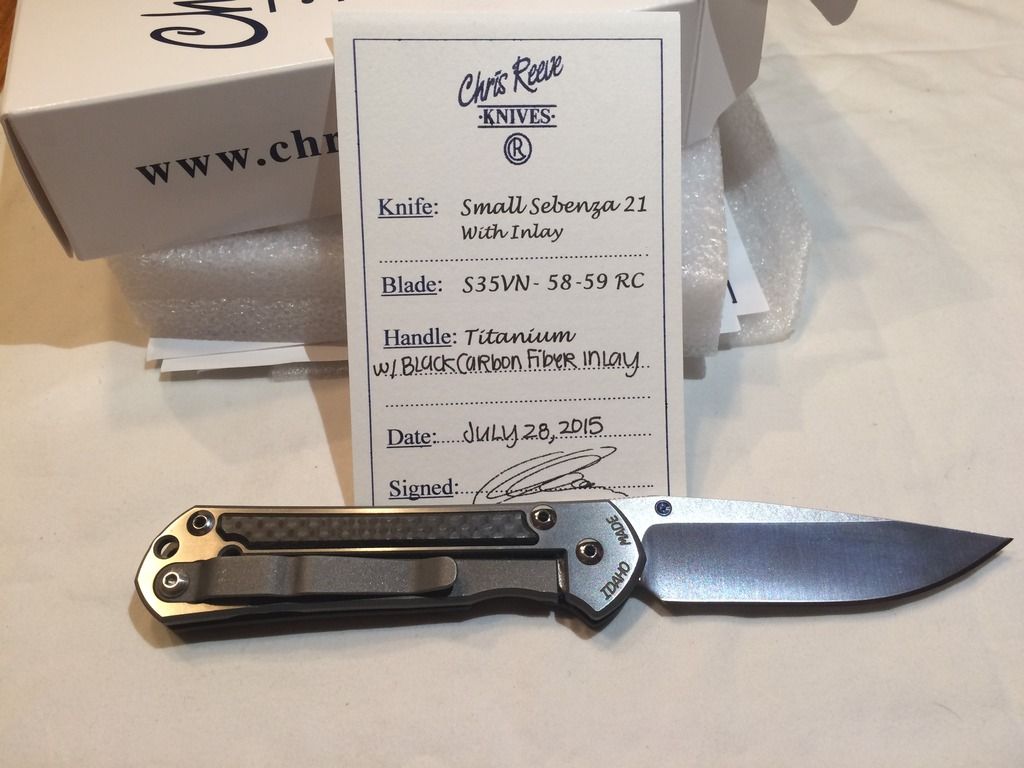 www.chr
Chris Reeve
·KNIVES·
®
Knife: Small Sebenza 21
With Inlay
Blade: S35VN - 58-59 RC
Handle: Titanium
w/ Black Carbon Fiber Inlay
Date: July 28, 2015
Signed:
IDAHO MADE